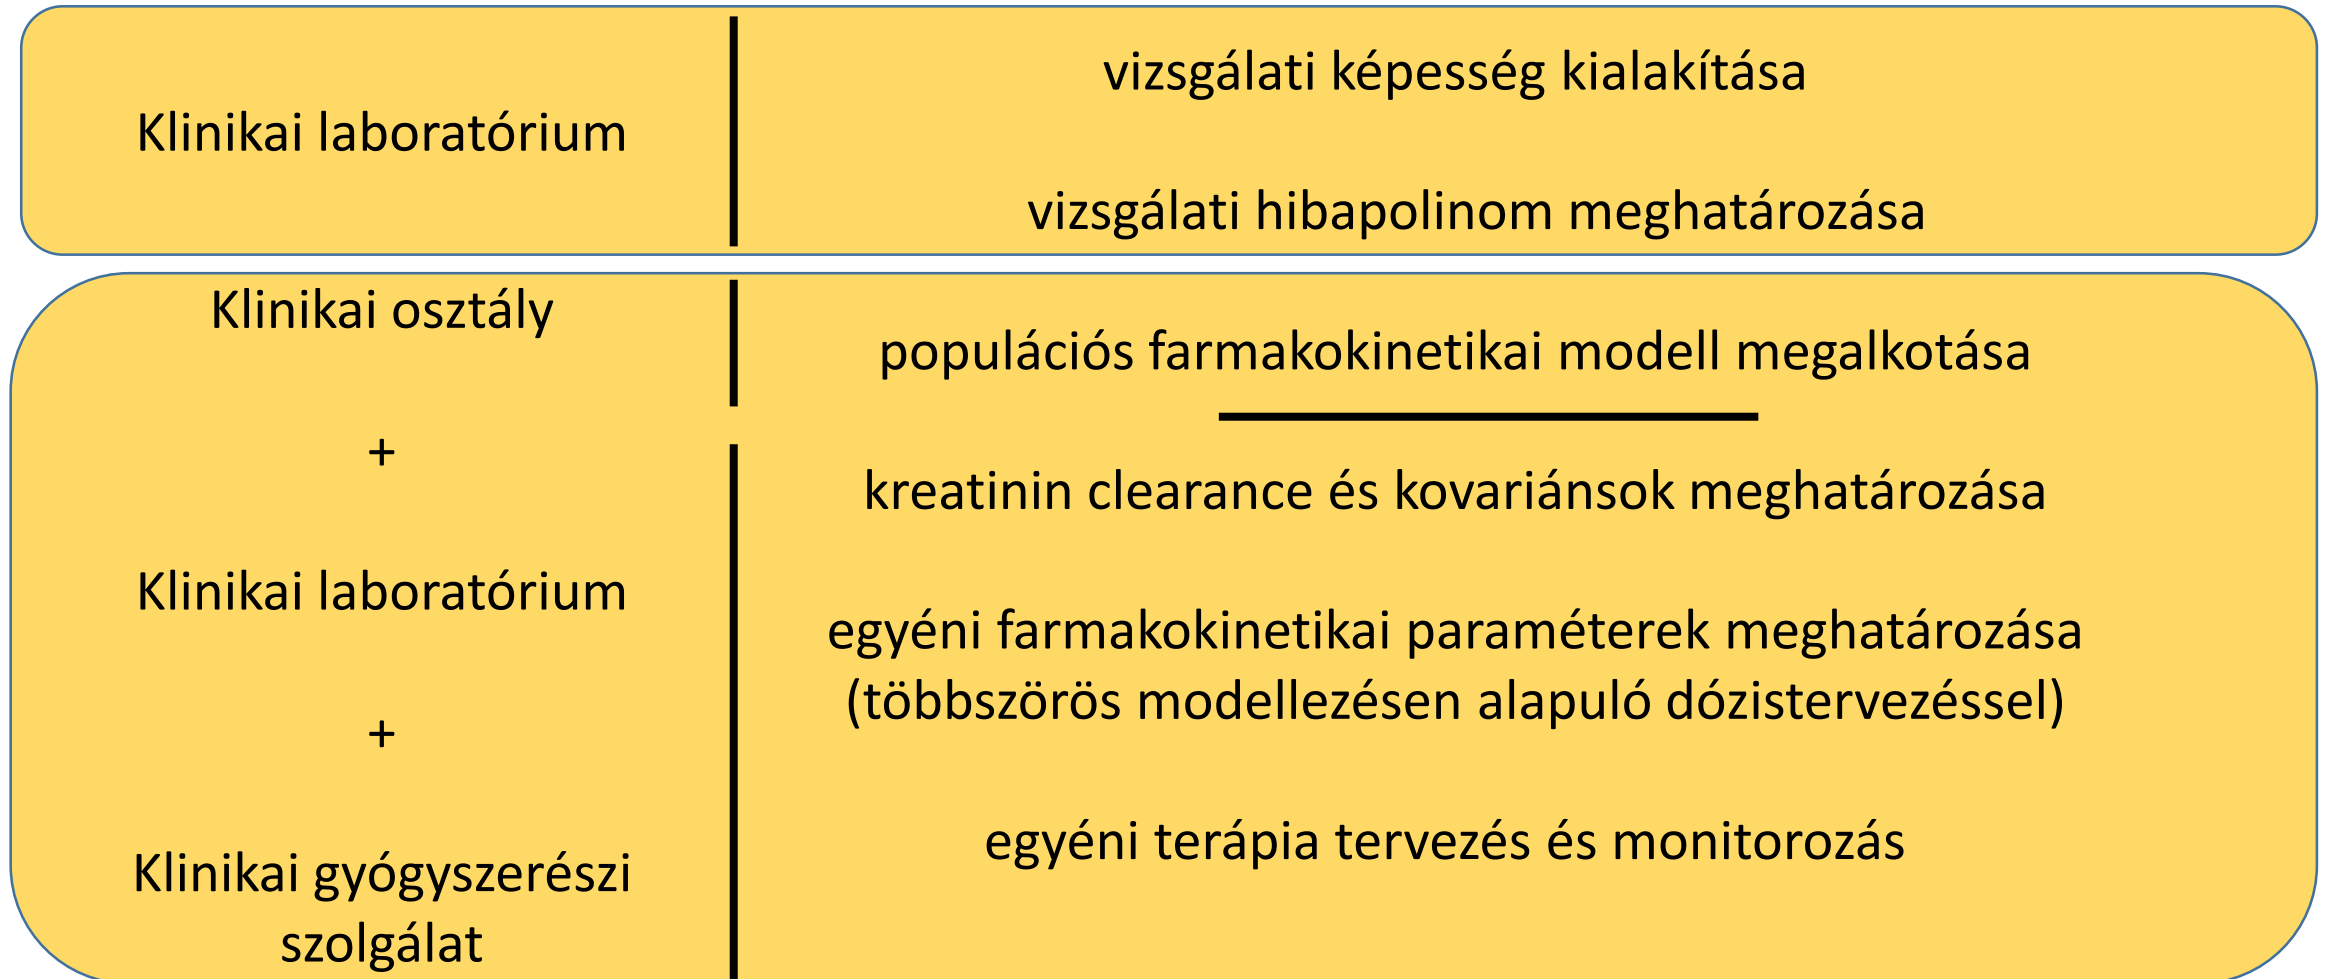 Klinikai laboratórium
vizsgálati képesség kialakítása
vizsgálati hibapolinom meghatározása
Klinikai osztály
+
Klinikai laboratórium
+
Klinikai gyógyszerészi
szolgálat
populációs farmakokinetikai modell megalkotása
kreatinin clearance és kovariánsok meghatározása
egyéni farmakokinetikai paraméterek meghatározása
(többszörös modellezésen alapuló dózistervezéssel)
egyéni terápia tervezés és monitorozás